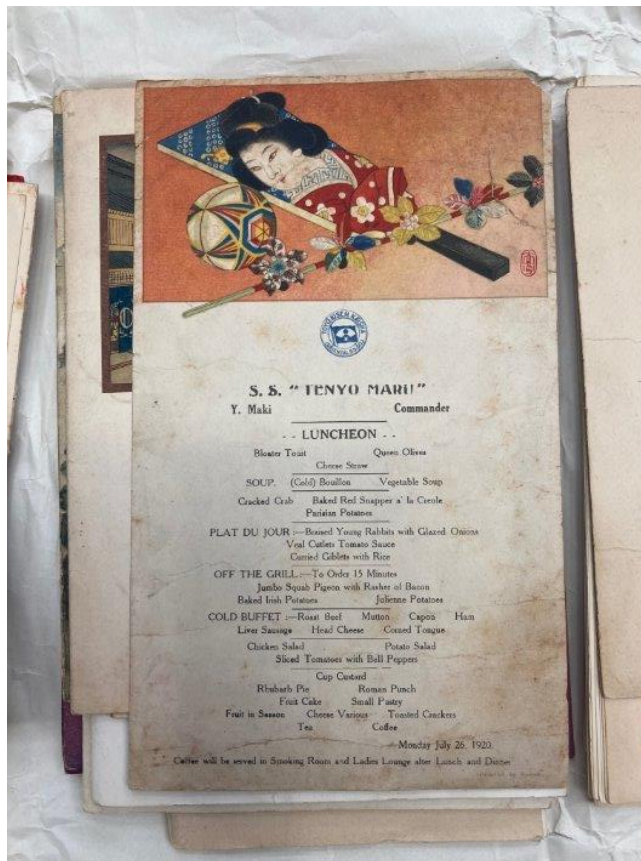 TOYO KISEN KAISHA
S. S. "TENYO MARU"
Y. Maki Commander
- - LUNCHEON - -
Bloater Toast Queen Olives
Cheese Straw
SOUP. (Cold) Bouillon Vegetable Soup
Cracked Crab Baked Red Snapper a' la Creole
Parisian Potatoes
PLAT DU JOUR :—Braised Young Rabbits with Glazed Onions
Veal Cutlets Tomato Sauce
Curried Giblets with Rice
OFF THE GRILL :—To Order 15 Minutes
Jumbo Squab Pigeon with Rasher of Bacon
Baked Irish Potatoes Julienne Potatoes
COLD BUFFET :—Roast Beef Mutton Capon Ham
Liver Sausage Head Cheese Corned Tongue
Chicken Salad Potato Salad
Sliced Tomatoes with Bell Peppers
Cup Custard
Rhubarb Pie Roman Punch
Fruit Cake Small Pastry
Fruit in Season Cheese Various Toasted Crackers
Tea Coffee
Monday July 26, 1920.
Coffee will be served in Smoking Room and Ladies Lounge after Lunch and Dinner